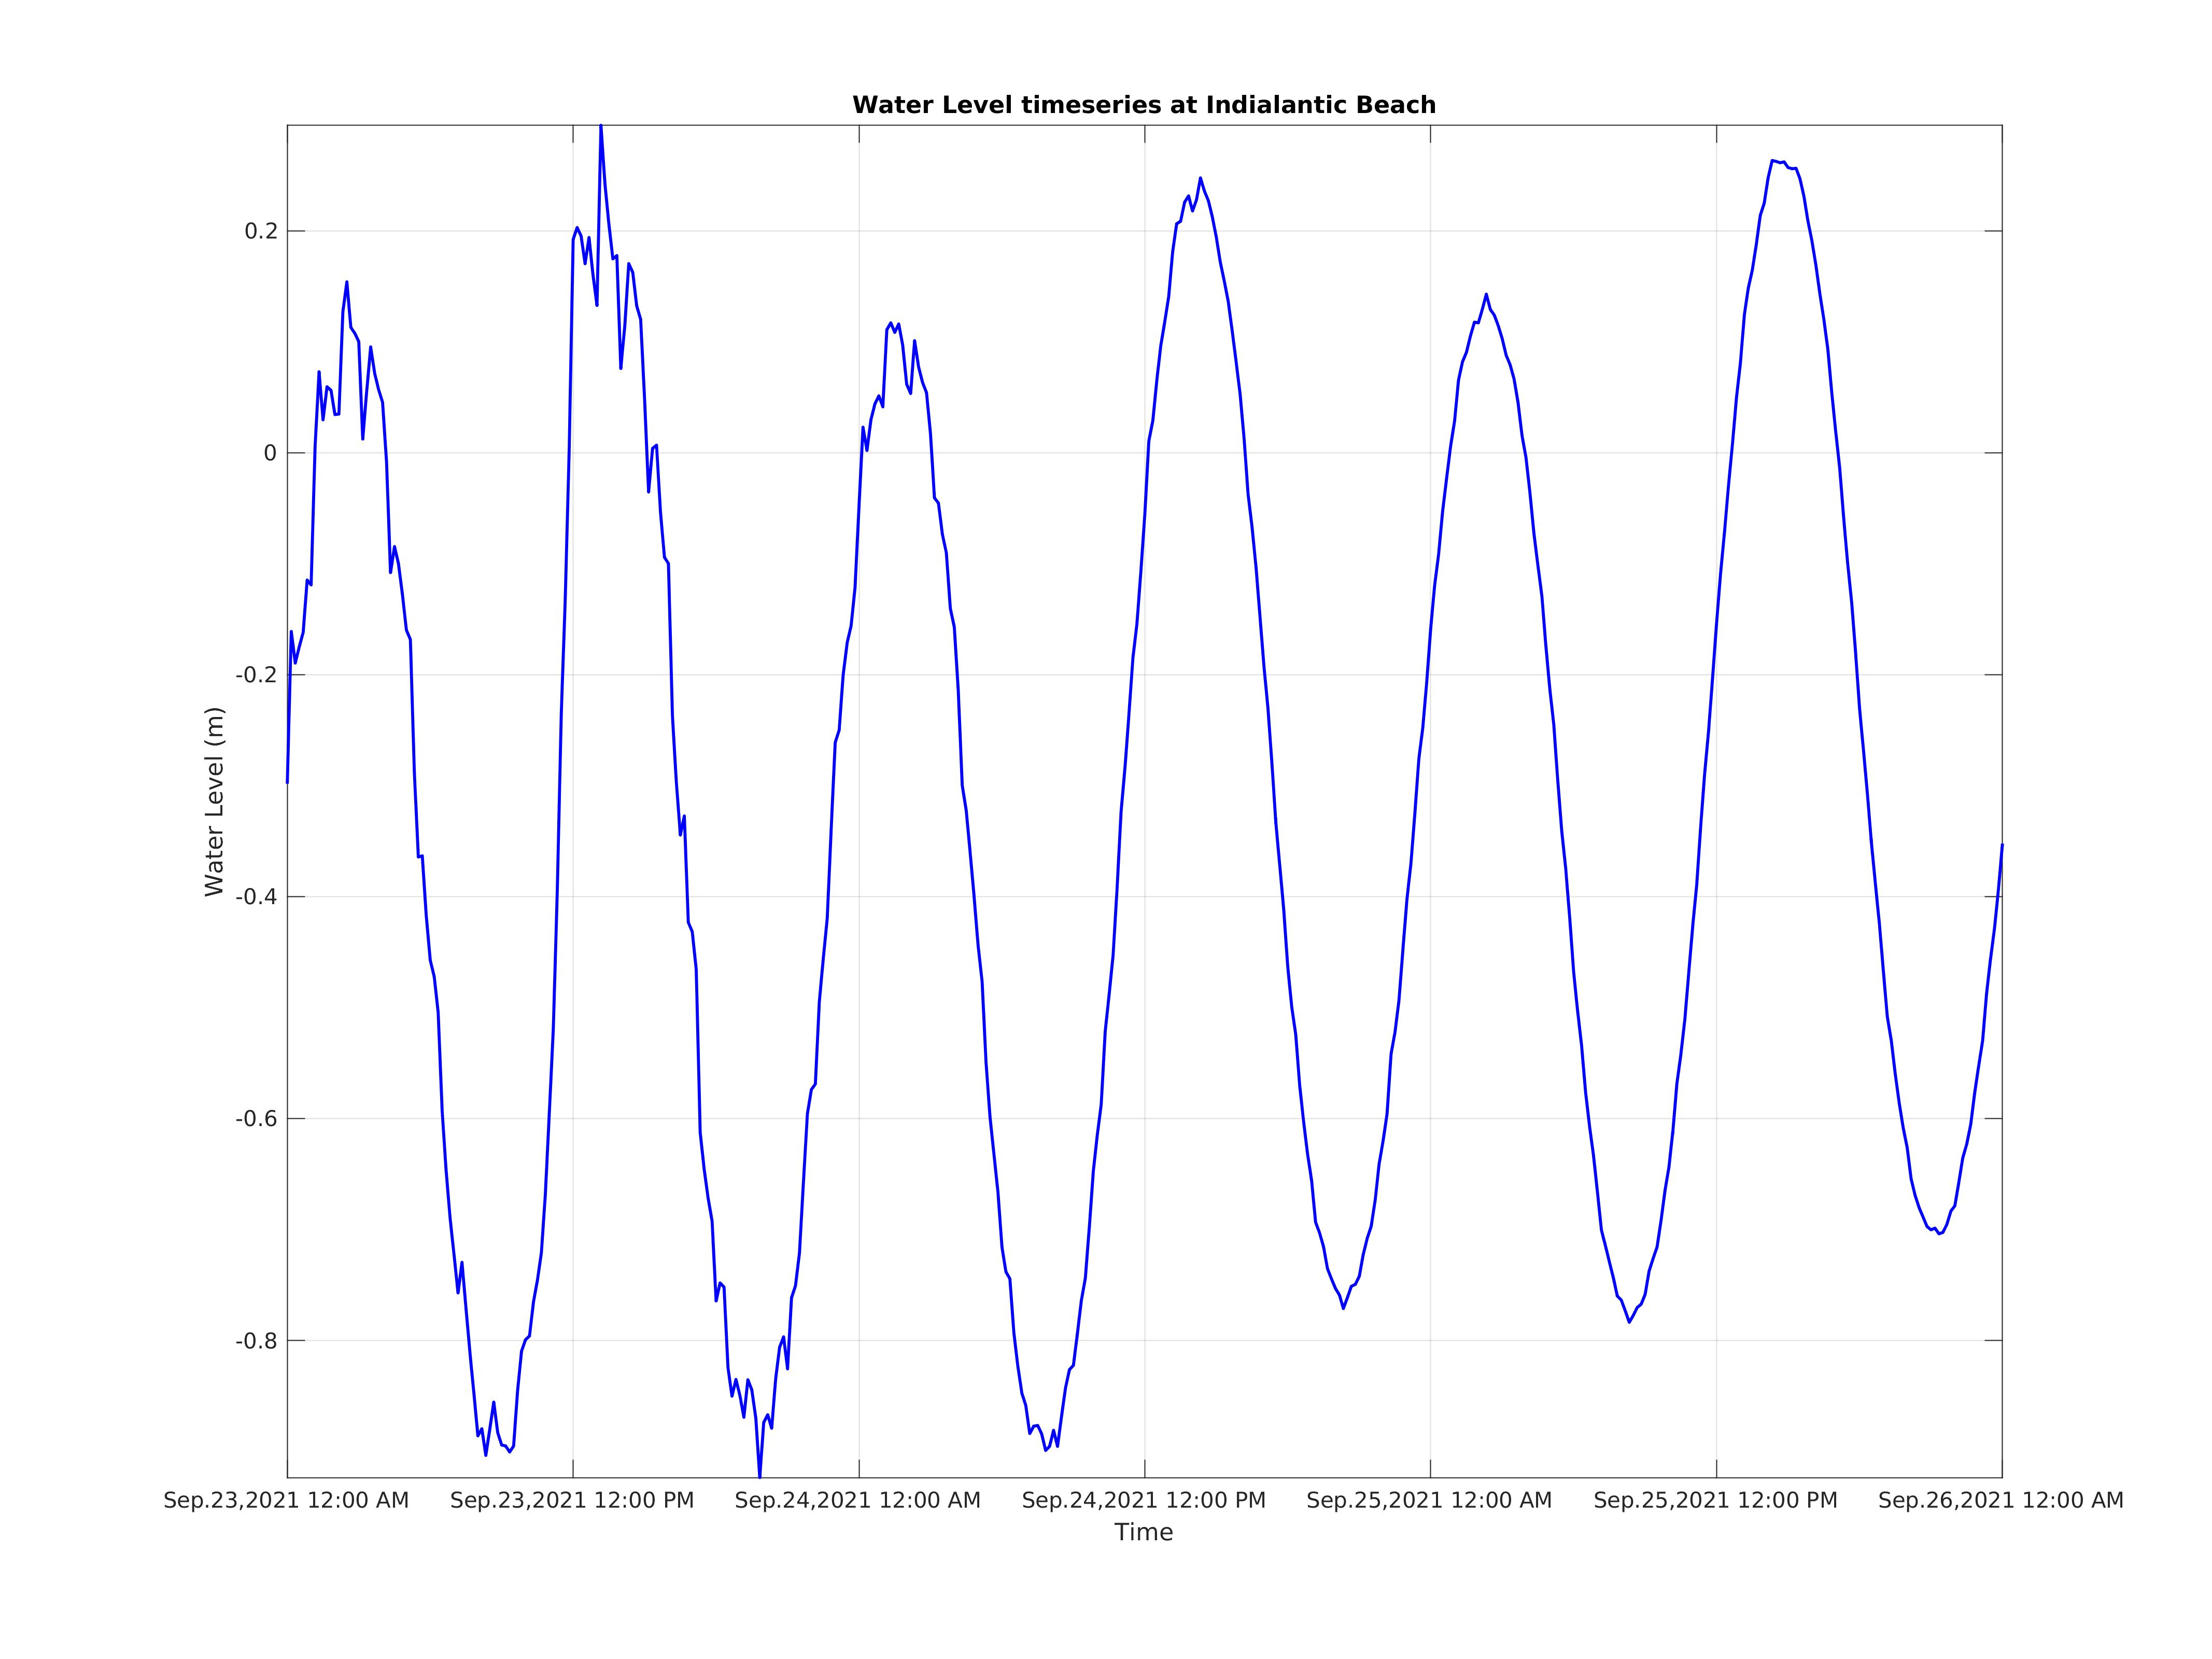 Water Level timeseries at Indialantic Beach
0.2
0
-0.2
-0.4
-0.6
-0.8
Water Level (m)
Sep.23,2021 12:00 AM
Sep.23,2021 12:00 PM
Sep.24,2021 12:00 AM
Sep.24,2021 12:00 PM
Sep.25,2021 12:00 AM
Sep.25,2021 12:00 PM
Sep.26,2021 12:00 AM
Time